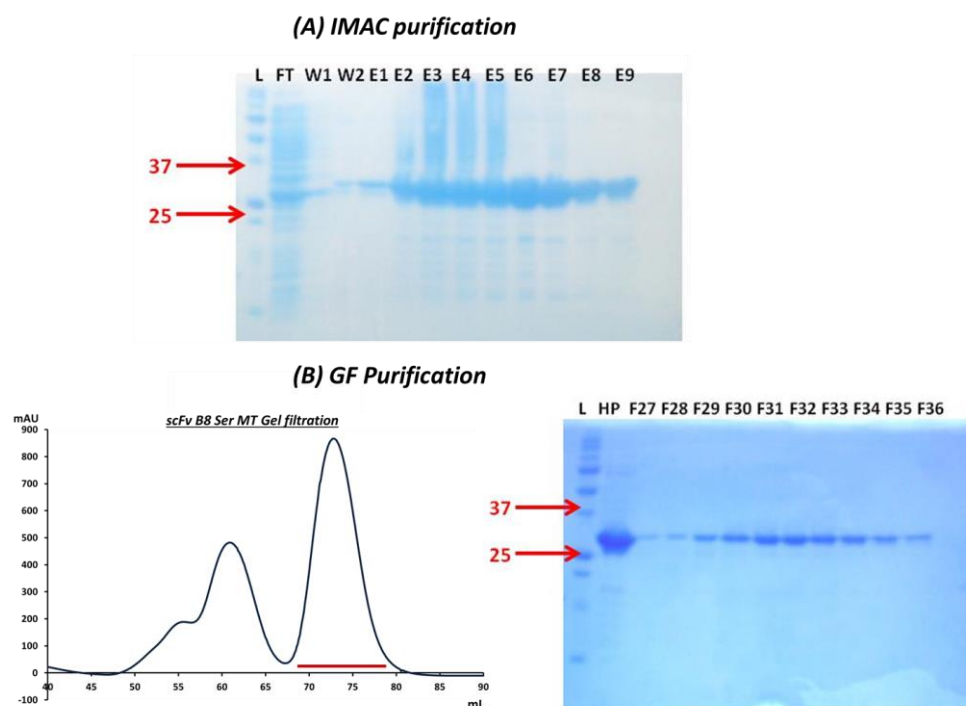 (A) IMAC purification
L FT W1 W2 E1 E2 E3 E4 E5 E6 E7 E8 E9
37
25
(B) GF Purification
mAU
scFv B8 Ser MT Gel filtration
900
800
700
600
500
400
300
200
100
0
-100
40 45 50 55 60 65 70 75 80 85 90
mL
L HP F27 F28 F29 F30 F31 F32 F33 F34 F35 F36
37
25